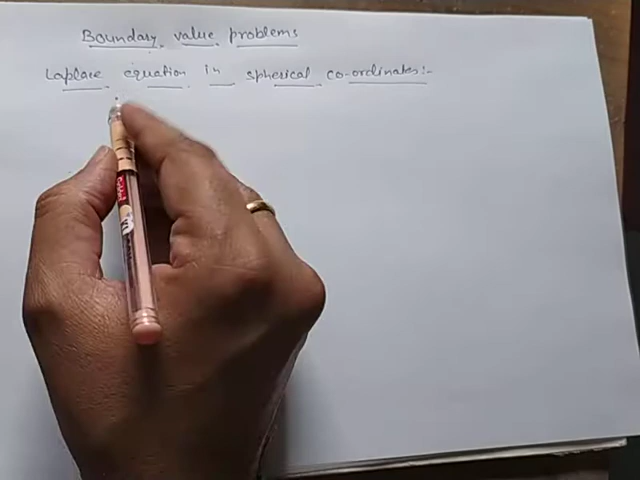 Boundary value problems
Laplace equation in spherical co-ordinates:-